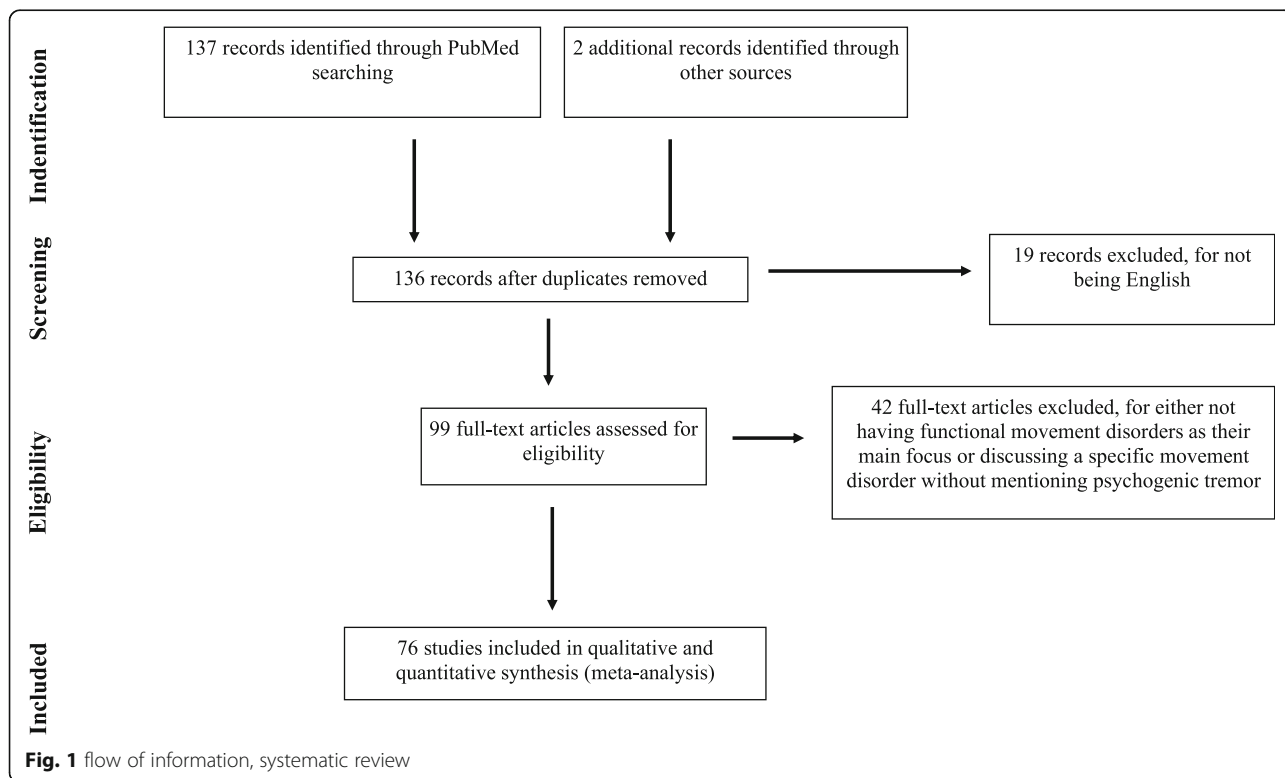 Indentification
137 records identified through PubMed
searching
2 additional records identified through
other sources
Screening
136 records after duplicates removed
19 records excluded, for not
being English
Eligibility
99 full-text articles assessed for
eligibility
42 full-text articles excluded, for either not
having functional movement disorders as their
main focus or discussing a specific movement
disorder without mentioning psychogenic tremor
Included
76 studies included in qualitative and
quantitative synthesis (meta-analysis)
Fig. 1 flow of information, systematic review